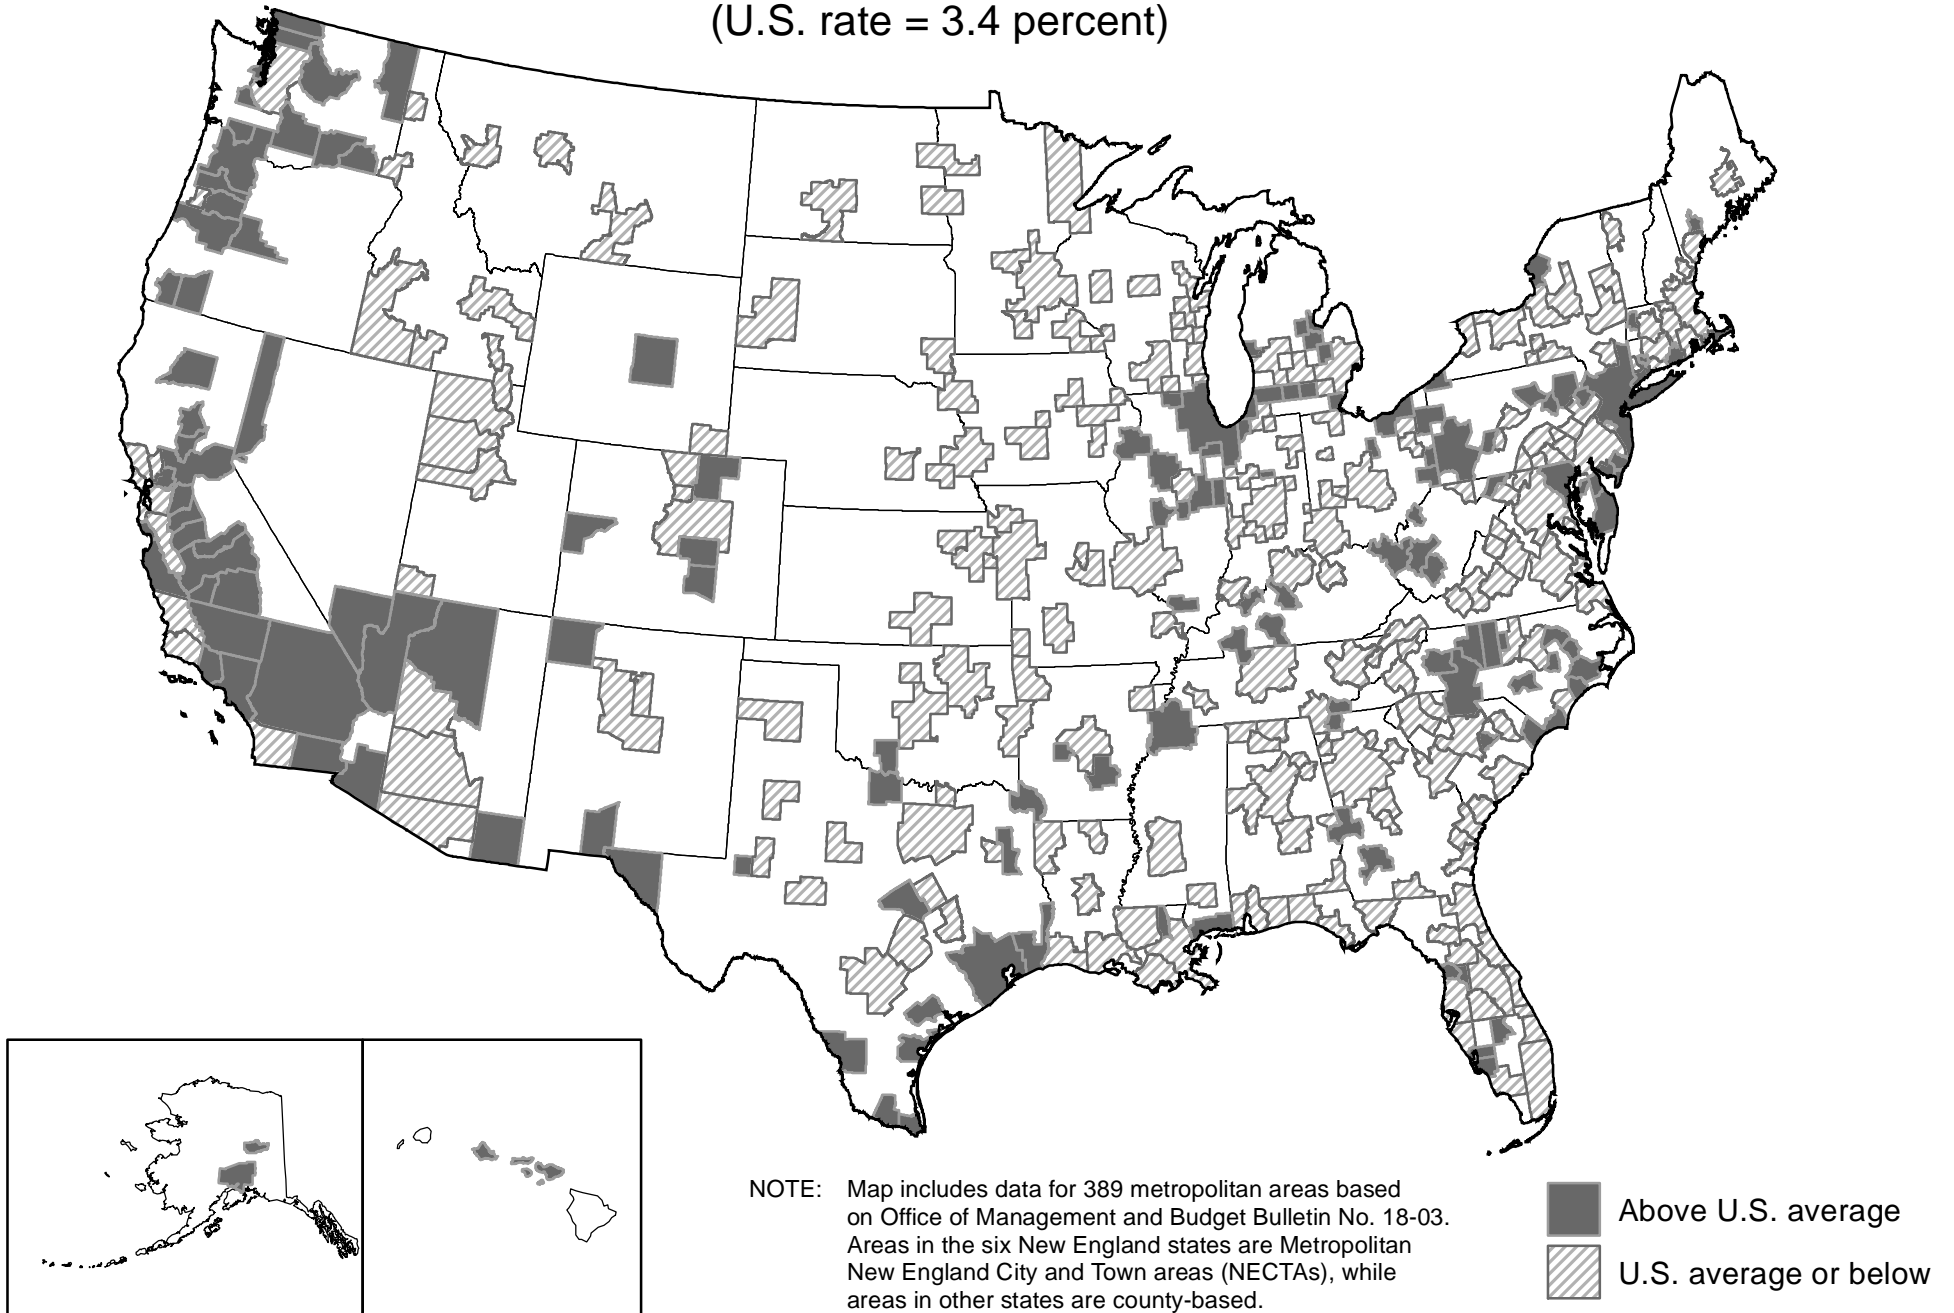 (U.S. rate = 3.4 percent)
NOTE: Map includes data for 389 metropolitan areas based
on Office of Management and Budget Bulletin No. 18-03.
Areas in the six New England states are Metropolitan
New England City and Town areas (NECTAs), while
areas in other states are county-based.
Above U.S. average
U.S. average or below